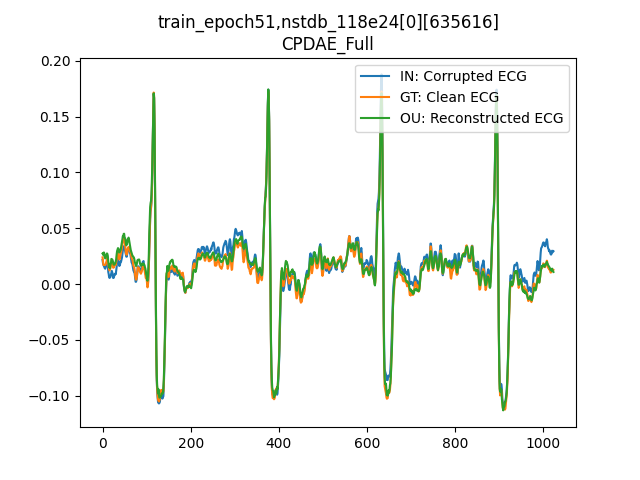 train_epoch51,nstdb_118e24[0][635616]
CPDAE_Full
IN: Corrupted ECG
GT: Clean ECG
OU: Reconstructed ECG
0.20
0.15
0.10
0.05
0.00
−0.05
−0.10
0 200 400 600 800 1000